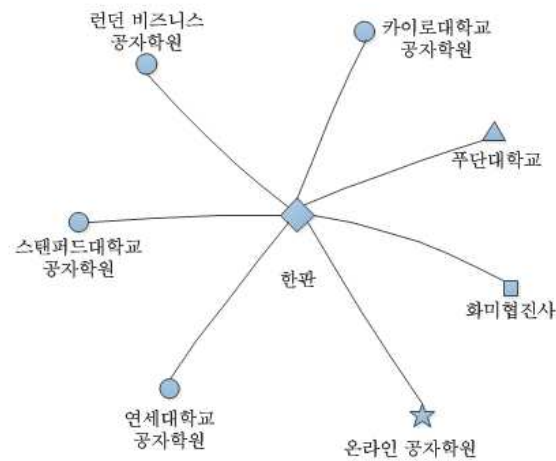 런던 비즈니스
공자학원
카이로대학교
공자학원
푸단대학교
스탠퍼드대학교
공자학원
한판
화미협진사
연세대학교
공자학원
온라인 공자학원